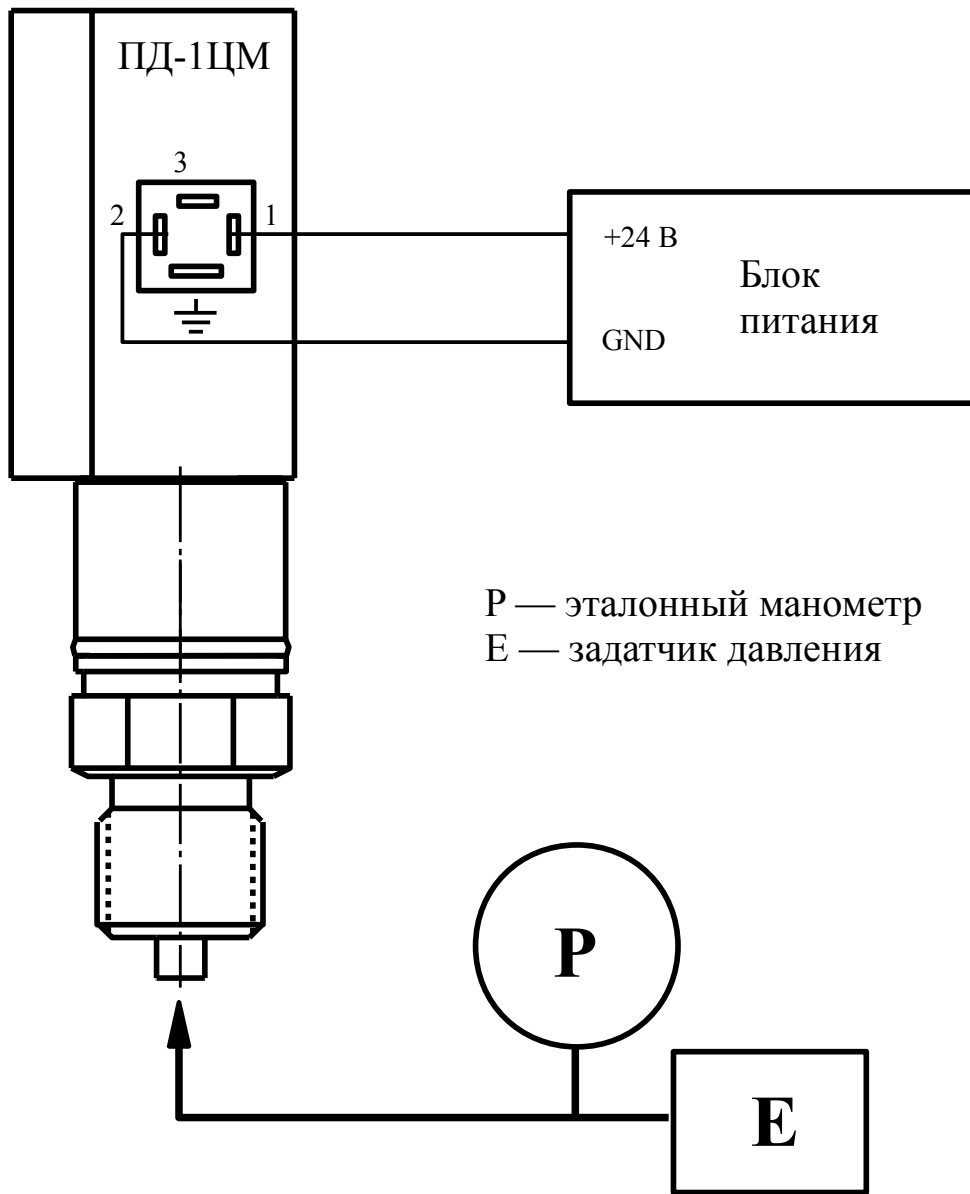 ПД-1ЦМ
3
2
1
+24 В
Блок
питания
GND
P — эталонный манометр
E — задатчик давления
P
E